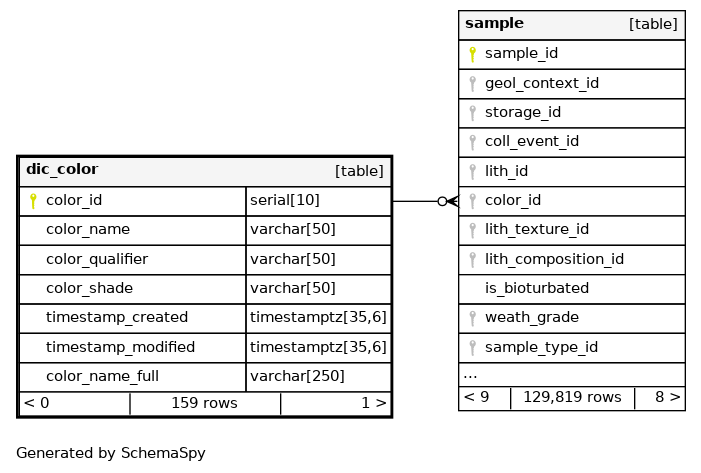 sample [table]
sample_id
geol_context_id
storage_id
coll_event_id
lith_id
color_id
lith_texture_id
lith_composition_id
is_bioturbated
weath_grade
sample_type_id
...
< 9 129,819 rows 8 >
dic_color [table]
color_id serial[10]
color_name varchar[50]
color_qualifier varchar[50]
color_shade varchar[50]
timestamp_created timestamptz[35,6]
timestamp_modified timestamptz[35,6]
color_name_full varchar[250]
< 0 159 rows 1 >
Generated by SchemaSpy